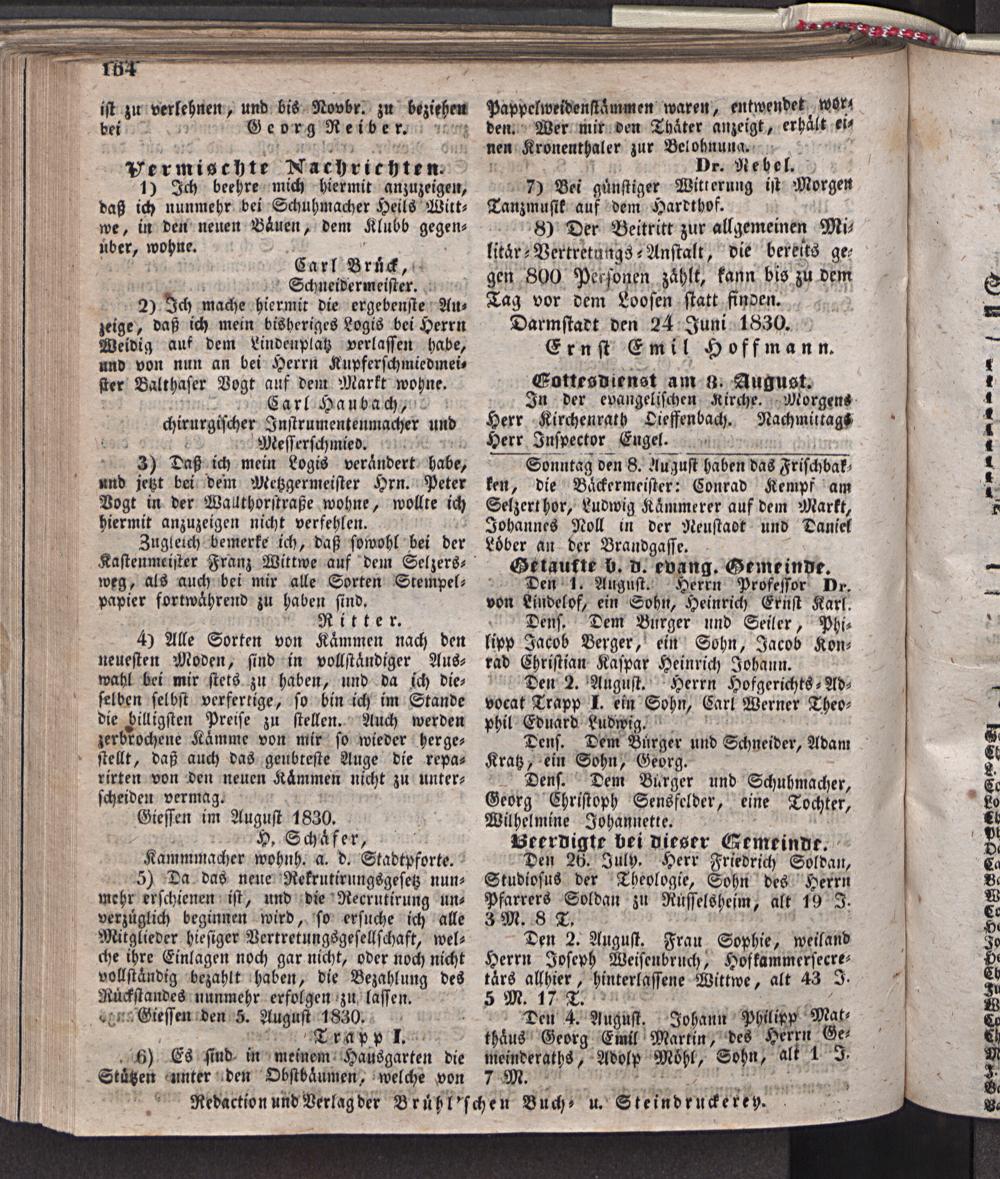 164
ist zu verlehnen, und bis Novbr. zu beziehen
bei Georg Reiber.
Vermischte Nachrichten.
1) Ich beehre mich hiermit anzuzeigen,
daß ich nunmehr bei Schuhmacher Heils Witt-
we, in den neuen Bäuen, dem Klubb gegen-
über, wohne.
Carl Brück,
Schneidermeister.
2) Ich mache hiermit die ergebenste An-
zeige, daß ich mein bisheriges Logis bei Herrn
Weidig auf dem Lindenplatz verlassen habe,
und von nun an bei Herrn Kupferschmiedmei-
ster Balthaser Vogt auf dem Markt wohne.
Carl Haubach,
chirurgischer Instrumentenmacher und
Messerschmied.
3) Daß ich mein Logis verändert habe,
und jetzt bei dem Metzgermeister Hrn. Peter
Vogt in der Wallthorstraße wohne, wollte ich
hiermit anzuzeigen nicht verfehlen.
Zugleich bemerke ich, daß sowohl bei der
Kastenmeister Franz Wittwe auf dem Selzers-
weg, als auch bei mir alle Sorten Stempel-
papier fortwährend zu haben sind.
Ritter.
4) Alle Sorten von Kämmen nach den
neuesten Moden, sind in vollständiger Aus-
wahl bei mir stets zu haben, und da ich die-
selben selbst verfertige, so bin ich im Stande
die billigsten Preise zu stellen. Auch werden
zerbrochene Kämme von mir so wieder herge-
stellt, daß auch das geubteste Auge die repa-
rirten von den neuen Kämmen nicht zu unter-
scheiden vermag.
Giessen im August 1830.
H. Schäfer,
Kammmacher wohnh. a. d. Stadtpforte.
5) Da das neue Rekrutirungsgesetz nun-
mehr erschienen ist, und die Recrutirung un-
verzüglich beginnen wird, so ersuche ich alle
Mitglieder hiesiger Vertretungsgesellschaft, wel-
che ihre Einlagen noch gar nicht, oder noch nicht
vollständig bezahlt haben, die Bezahlung des
Rückstandes nunmehr erfolgen zu lassen.
Giessen den 5. August 1830.
Trapp I.
6) Es sind in meinem Hausgarten die
Stützen unter den Obstbäumen, welche von
Pappelweidenstämmen waren, entwendet wor-
den. Wer mir den Thäter anzeigt, erhält ei-
nen Kronenthaler zur Belohnung.
Dr. Nebel.
7) Bei günstiger Witterung ist Morgen
Tanzmusik auf dem Hardthof.
8) Der Beitritt zur allgemeinen Mi-
litär-Vertretungs-Anstalt, die bereits ge-
gen 800 Personen zählt, kann bis zu dem
Tag vor dem Loosen statt finden.
Darmstadt den 24 Juni 1830.
Ernst Emil Hoffmann.
Gottesdienst am 8. August.
In der evangelischen Kirche. Morgens
Herr Kirchenrath Dieffenbach. Nachmittags
Herr Inspector Engel.
Sonntag den 8. August haben das Frischbak-
ken, die Bäckermeister: Conrad Kempf am
Selzerthor, Ludwig Kämmerer auf dem Markt,
Johannes Noll in der Neustadt und Daniel
Löber an der Brandgasse.
Getaufte b. d. evang. Gemeinde.
Den 1. August. Herrn Professor Dr.
von Lindelof, ein Sohn, Heinrich Ernst Karl.
Dens. Dem Burger und Seiler, Phi-
lipp Jacob Berger, ein Sohn, Jacob Kon-
rad Christian Kaspar Heinrich Johann.
Den 2. August. Herrn Hofgerichts-Ad-
vocat Trapp I. ein Sohn, Carl Werner Theo-
phil Eduard Ludwig.
Dens. Dem Bürger und Schneider, Adam
Kratz, ein Sohn, Georg.
Dens. Dem Burger und Schuhmacher,
Georg Christoph Sensfelder, eine Tochter,
Wilhelmine Johannette.
Beerdigte bei dieser Gemeinde.
Den 26. July. Herr Friedrich Soldan,
Studiosus der Theologie, Sohn des Herrn
Pfarrers Soldan zu Rüsselsheim, alt 19 J.
3 M. 8 T.
Den 2. August. Frau Sophie, weiland
Herrn Joseph Weisenbruch, Hofkammersecre-
tärs allhier, hinterlassene Wittwe, alt 43 J.
5 M. 17 T.
Den 4. August. Johann Philipp Mat-
thäus Georg Emil Martin, des Herrn Ge-
meinderaths, Adolp Möhl, Sohn, alt 1 J.
7 M.
Redaction und Verlag der Brühl'schen Buch- u. Steindruckerey.